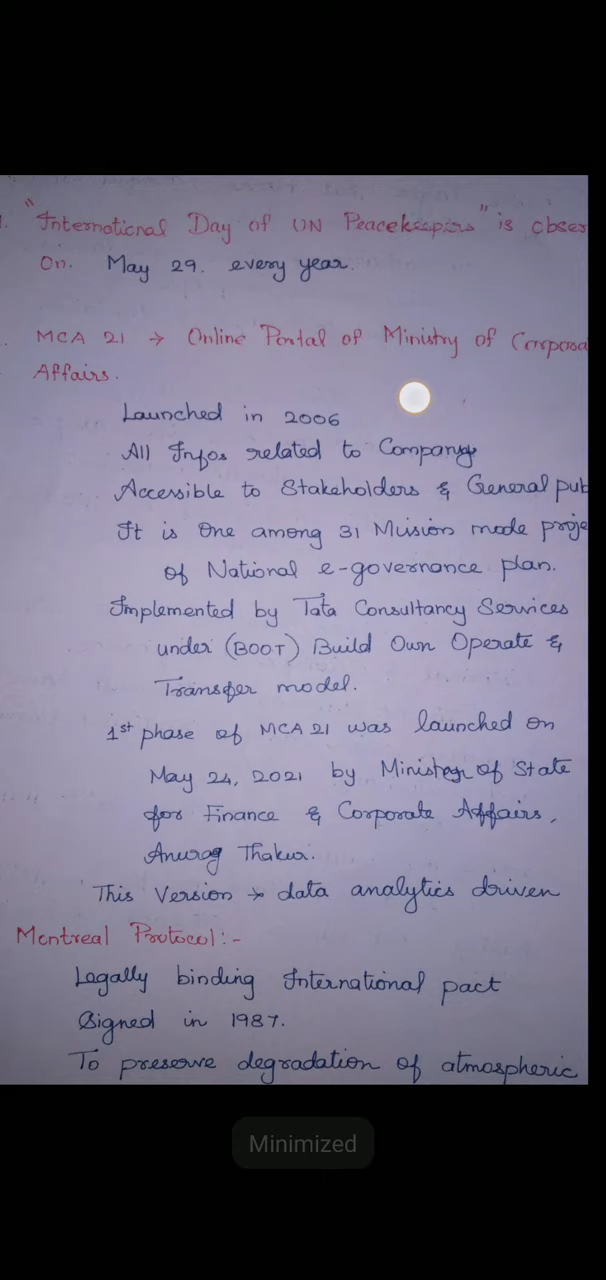 1. "International Day of UN Peacekeepers" is obser
On. May 29. every year.
MCA 21 → Online Portal of Ministry of Corpora
Affairs.
Launched in 2006
All Infos related to Company
Accessible to Stakeholders & General pub
It is One among 31 Mission mode proje
of National e-governance plan.
Implemented by Tata Consultancy Services
under (BOOT) Build Own Operate &
Transfer model.
1st phase of MCA 21 was launched on
May 24, 2021 by Minister of State
for Finance & Corporate Affairs,
Anurag Thakur.
This Version → data analytics driven
Montreal Protocol:-
Legally binding International pact
Signed in 1987.
To preserve degradation of atmospheric
Minimized